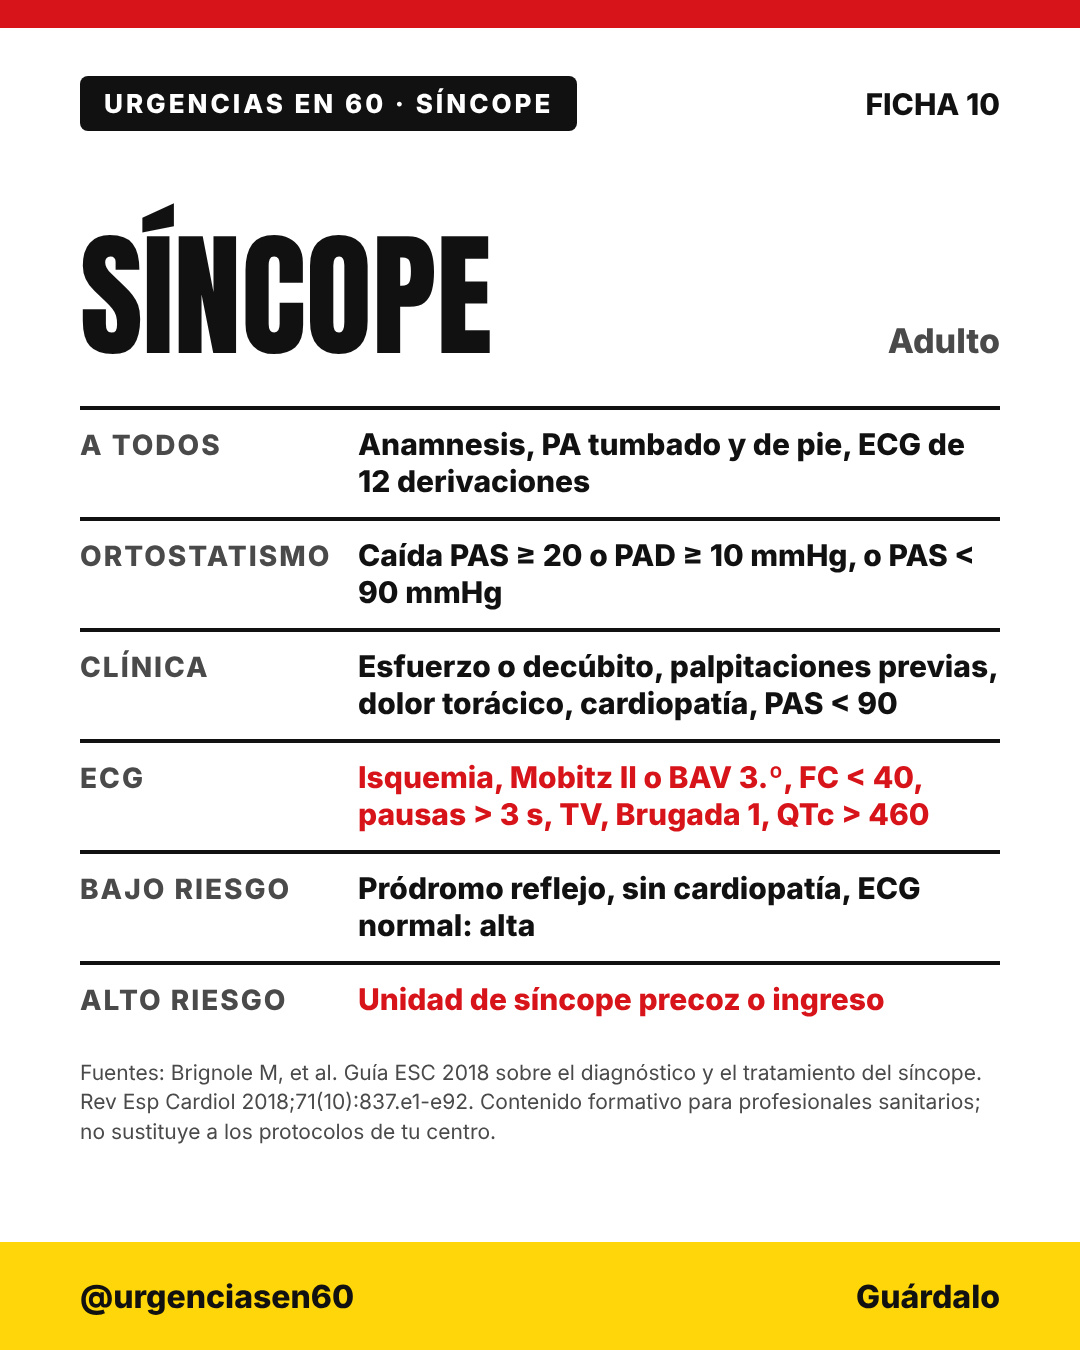 URGENCIAS EN 60 · SÍNCOPE
FICHA 10
SÍNCOPE
Adulto
A TODOS
Anamnesis, PA tumbado y de pie, ECG de
12 derivaciones
ORTOSTATISMO
Caída PAS ≥ 20 o PAD ≥ 10 mmHg, o PAS <
90 mmHg
CLÍNICA
Esfuerzo o decúbito, palpitaciones previas,
dolor torácico, cardiopatía, PAS < 90
ECG
Isquemia, Mobitz II o BAV 3.º, FC < 40,
pausas > 3 s, TV, Brugada 1, QTc > 460
BAJO RIESGO
Pródromo reflejo, sin cardiopatía, ECG
normal: alta
ALTO RIESGO
Unidad de síncope precoz o ingreso
Fuentes: Brignole M, et al. Guía ESC 2018 sobre el diagnóstico y el tratamiento del síncope.
Rev Esp Cardiol 2018;71(10):837.e1-e92. Contenido formativo para profesionales sanitarios;
no sustituye a los protocolos de tu centro.
@urgenciasen60
Guárdalo